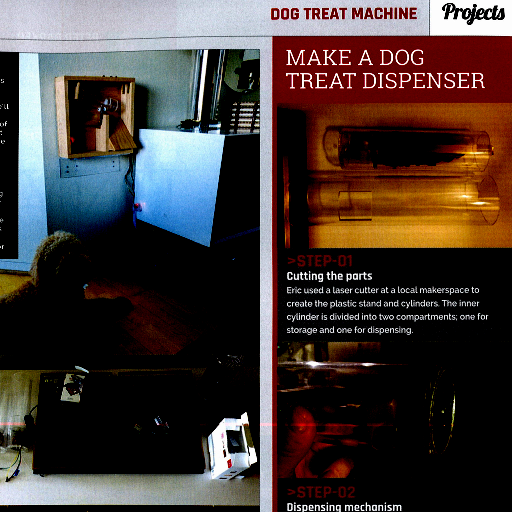 DOG TREAT MACHINE
Projects
MAKE A DOG
TREAT DISPENSER
>STEP-01
Cutting the parts
Eric used a laser cutter at a local makerspace to
create the plastic stand and cylinders. The inner
cylinder is divided into two compartments; one for
storage and one for dispensing.
>STEP-02
Dispensing mechanism